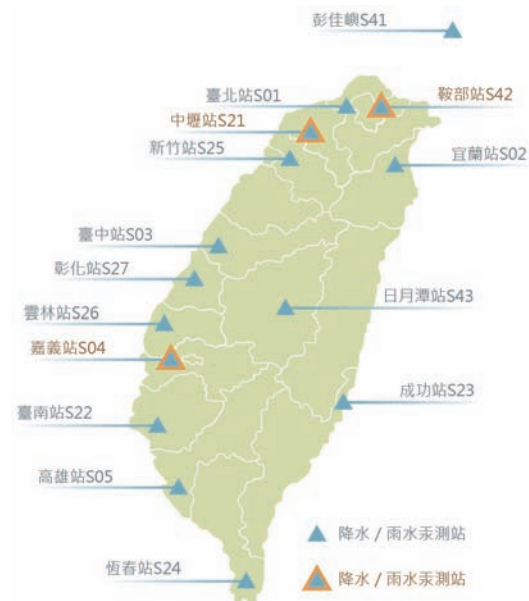 彭佳嶼S41
臺北站S01
鞍部站S42
中壢站S21
新竹站S25
宜蘭站S02
臺中站S03
彰化站S27
日月潭站S43
雲林站S26
嘉義站S04
成功站S23
臺南站S22
高雄站S05
降水 / 雨水汞測站
恆春站S24
降水 / 雨水汞測站